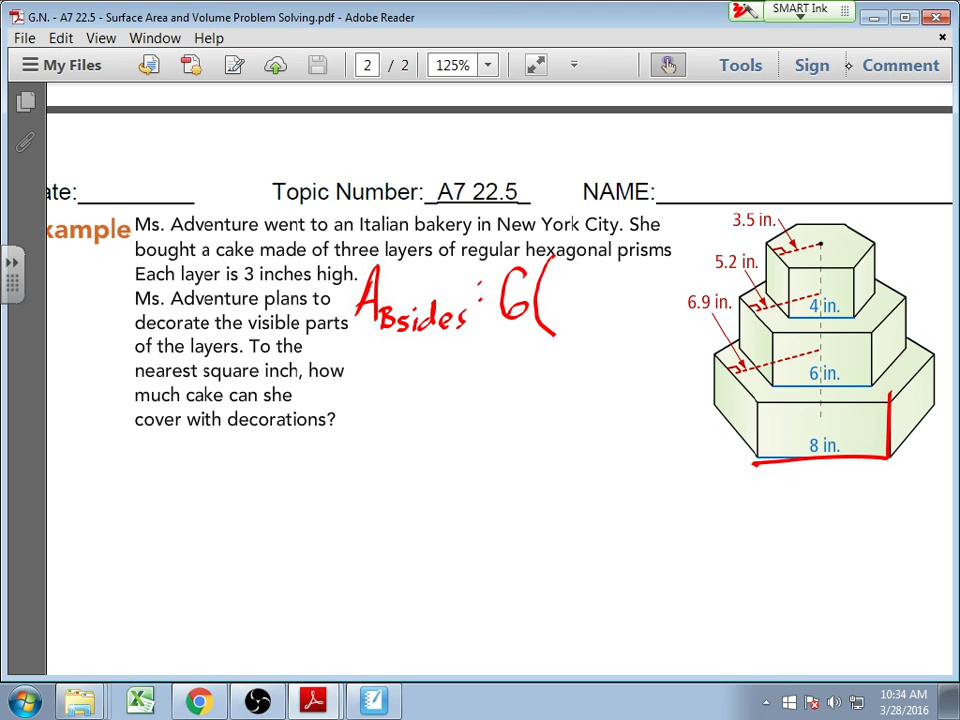 G.N. - A7 22.5 - Surface Area and Volume Problem Solving.pdf - Adobe Reader
SMART Ink
File Edit View Window Help
My Files
2 / 2
125%
Tools Sign Comment
ate:_________ Topic Number:_A7 22.5_ NAME:
xample
Ms. Adventure went to an Italian bakery in New York City. She
bought a cake made of three layers of regular hexagonal prisms
Each layer is 3 inches high.
Ms. Adventure plans to
decorate the visible parts
of the layers. To the
nearest square inch, how
much cake can she
cover with decorations?
A Bsides : 6(
3.5 in.
5.2 in.
6.9 in.
4 in.
6 in.
8 in.
10:34 AM
3/28/2016